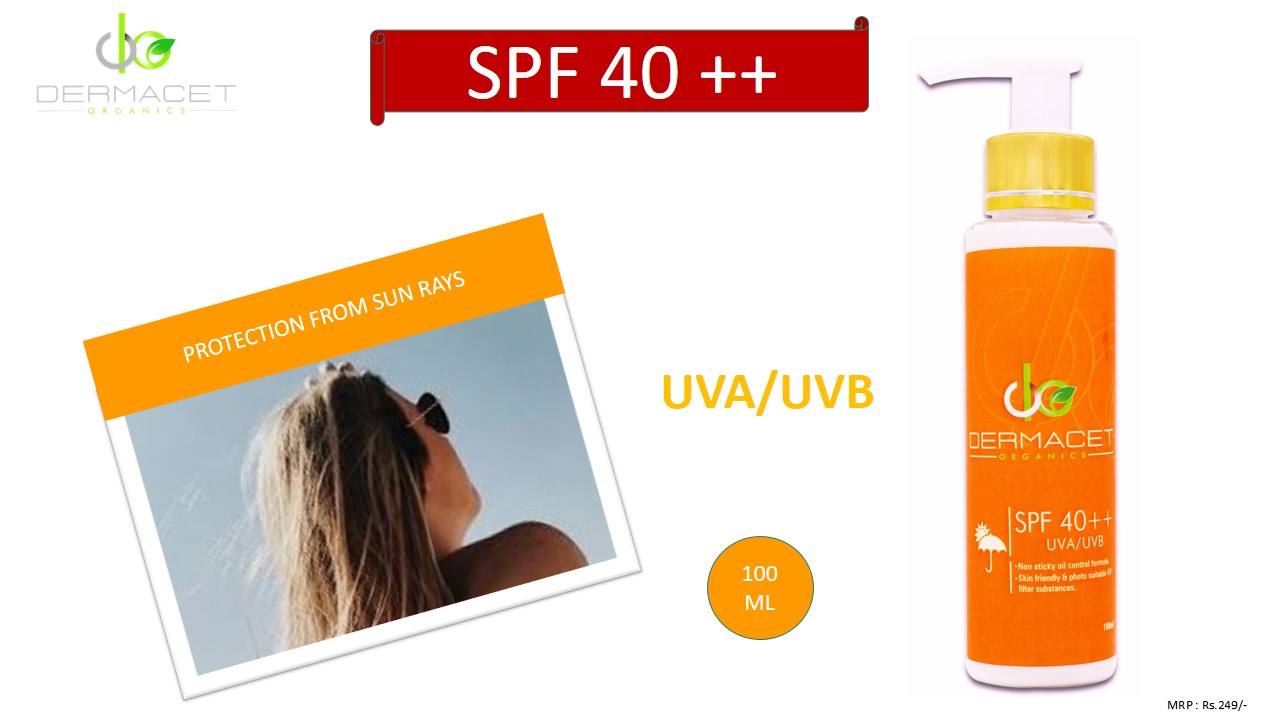 DERMACET
ORGANICS
SPF 40 ++
PROTECTION FROM SUN RAYS
UVA/UVB
100
ML
DERMACET
ORGANICS
SPF 40++
UVA/UVB
•Non sticky oil control formula.
•Skin friendly & photo suitable UV
filter substances.
100ml
MRP : Rs.249/-